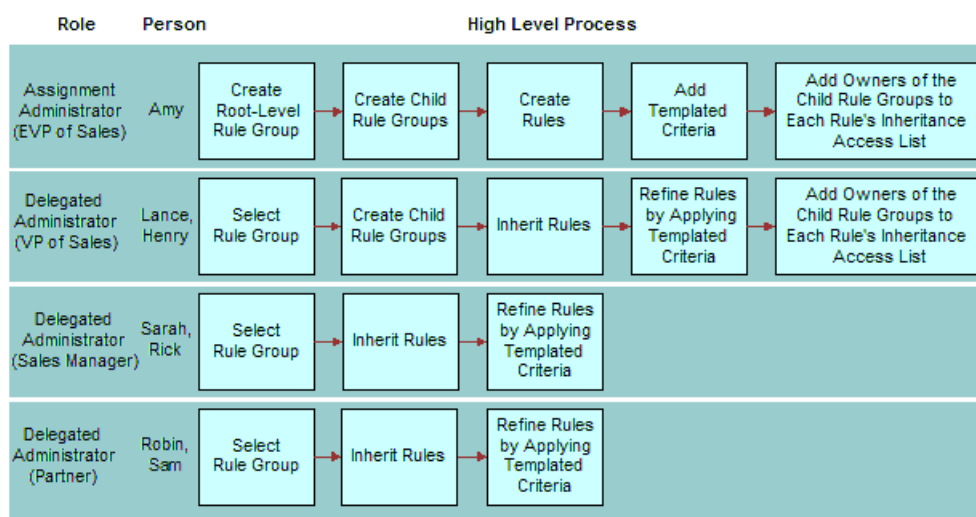 Role Person High Level Process
Assignment
Administrator
(EVP of Sales)
Amy
Create
Root-Level
Rule Group
Create Child
Rule Groups
Create
Rules
Add
Templated
Criteria
Add Owners of the
Child Rule Groups to
Each Rule's Inheritance
Access List
Delegated
Administrator
(VP of Sales)
Lance,
Henry
Select
Rule Group
Create Child
Rule Groups
Inherit Rules
Refine Rules
by Applying
Templated
Criteria
Add Owners of the
Child Rule Groups to
Each Rule's Inheritance
Access List
Delegated
Administrator
(Sales Manager)
Sarah,
Rick
Select
Rule Group
Inherit Rules
Refine Rules
by Applying
Templated
Criteria
Delegated
Administrator
(Partner)
Robin,
Sam
Select
Rule Group
Inherit Rules
Refine Rules
by Applying
Templated
Criteria